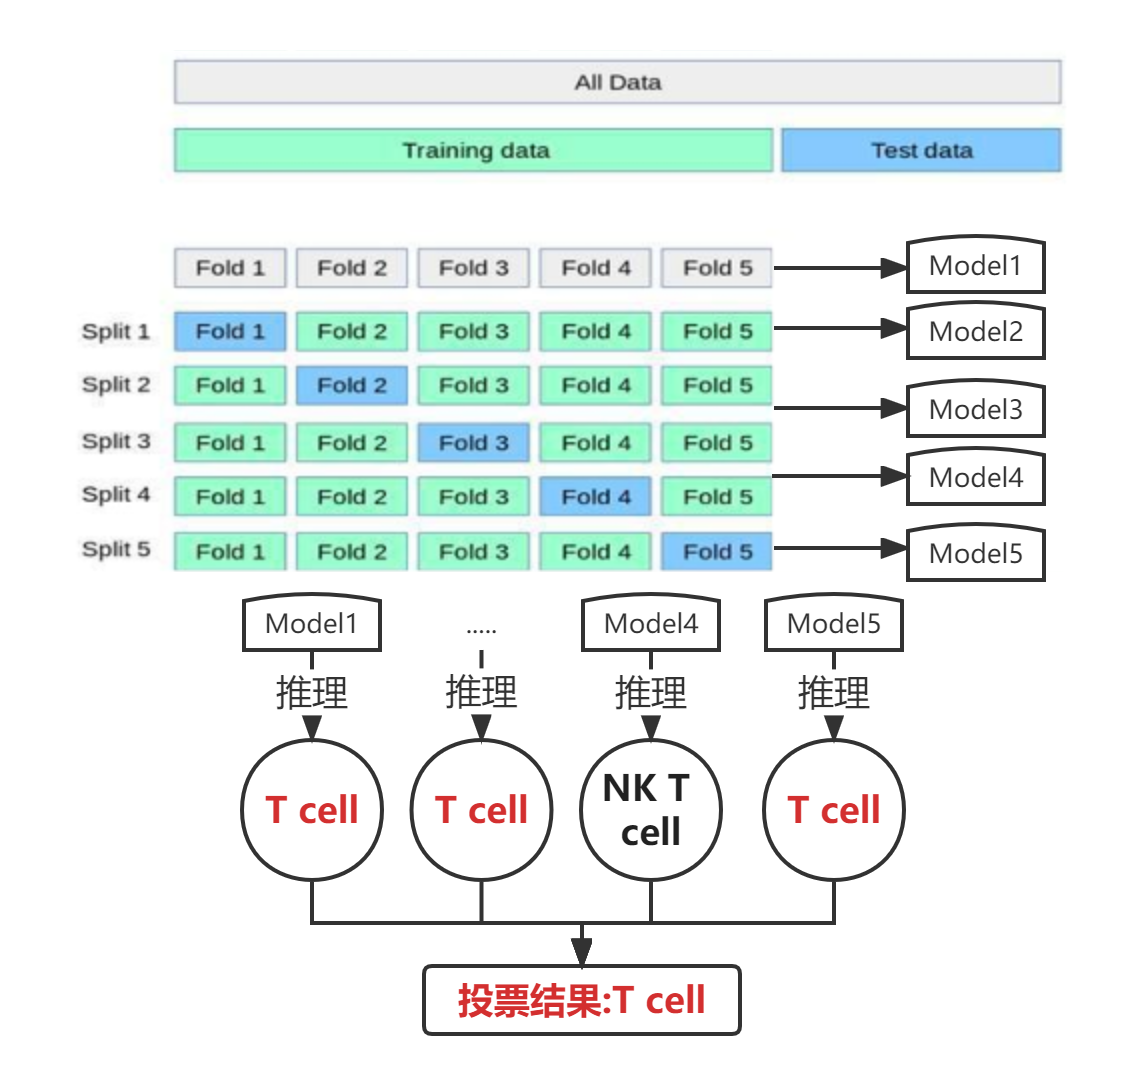 All Data
Training data Test data
Fold 1 Fold 2 Fold 3 Fold 4 Fold 5 Model1
Split 1 Fold 1 Fold 2 Fold 3 Fold 4 Fold 5 Model2
Split 2 Fold 1 Fold 2 Fold 3 Fold 4 Fold 5 Model3
Split 3 Fold 1 Fold 2 Fold 3 Fold 4 Fold 5
Model4
Split 4 Fold 1 Fold 2 Fold 3 Fold 4 Fold 5
Split 5 Fold 1 Fold 2 Fold 3 Fold 4 Fold 5 Model5
Model1 ..... Model4 Model5
推理 推理 推理 推理
T cell T cell NK T cell T cell
投票结果:T cell